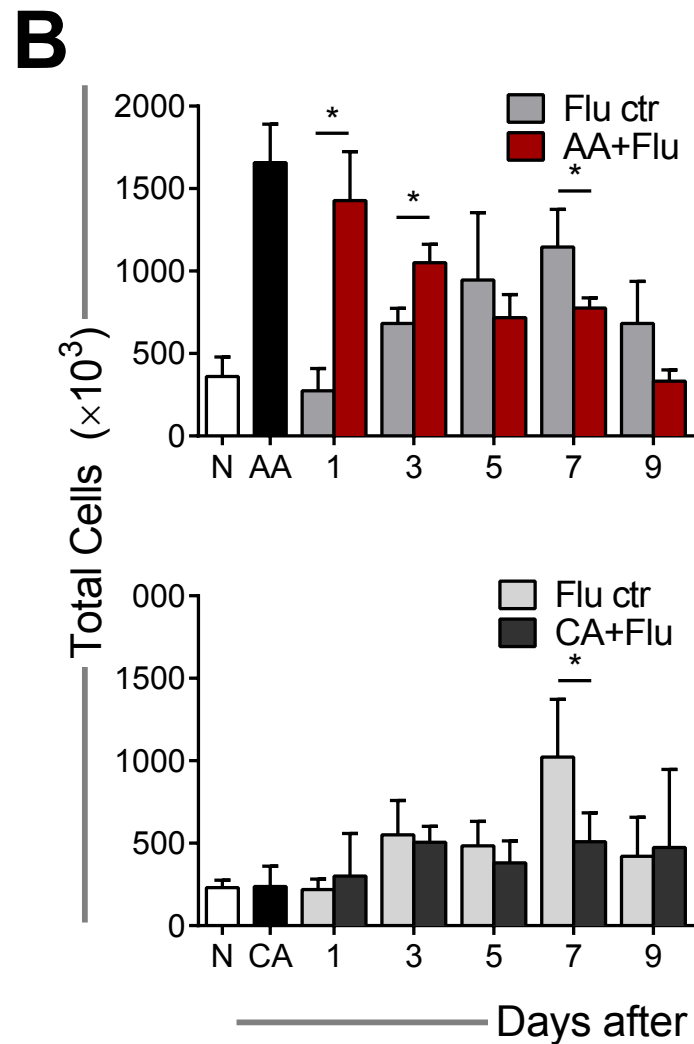 B
2000
1500
1000
500
0
Flu ctr
AA+Flu
*
*
*
N AA 1 3 5 7 9
Total Cells (×10³)
000
1500
1000
500
0
Flu ctr
CA+Flu
*
N CA 1 3 5 7 9
Days after